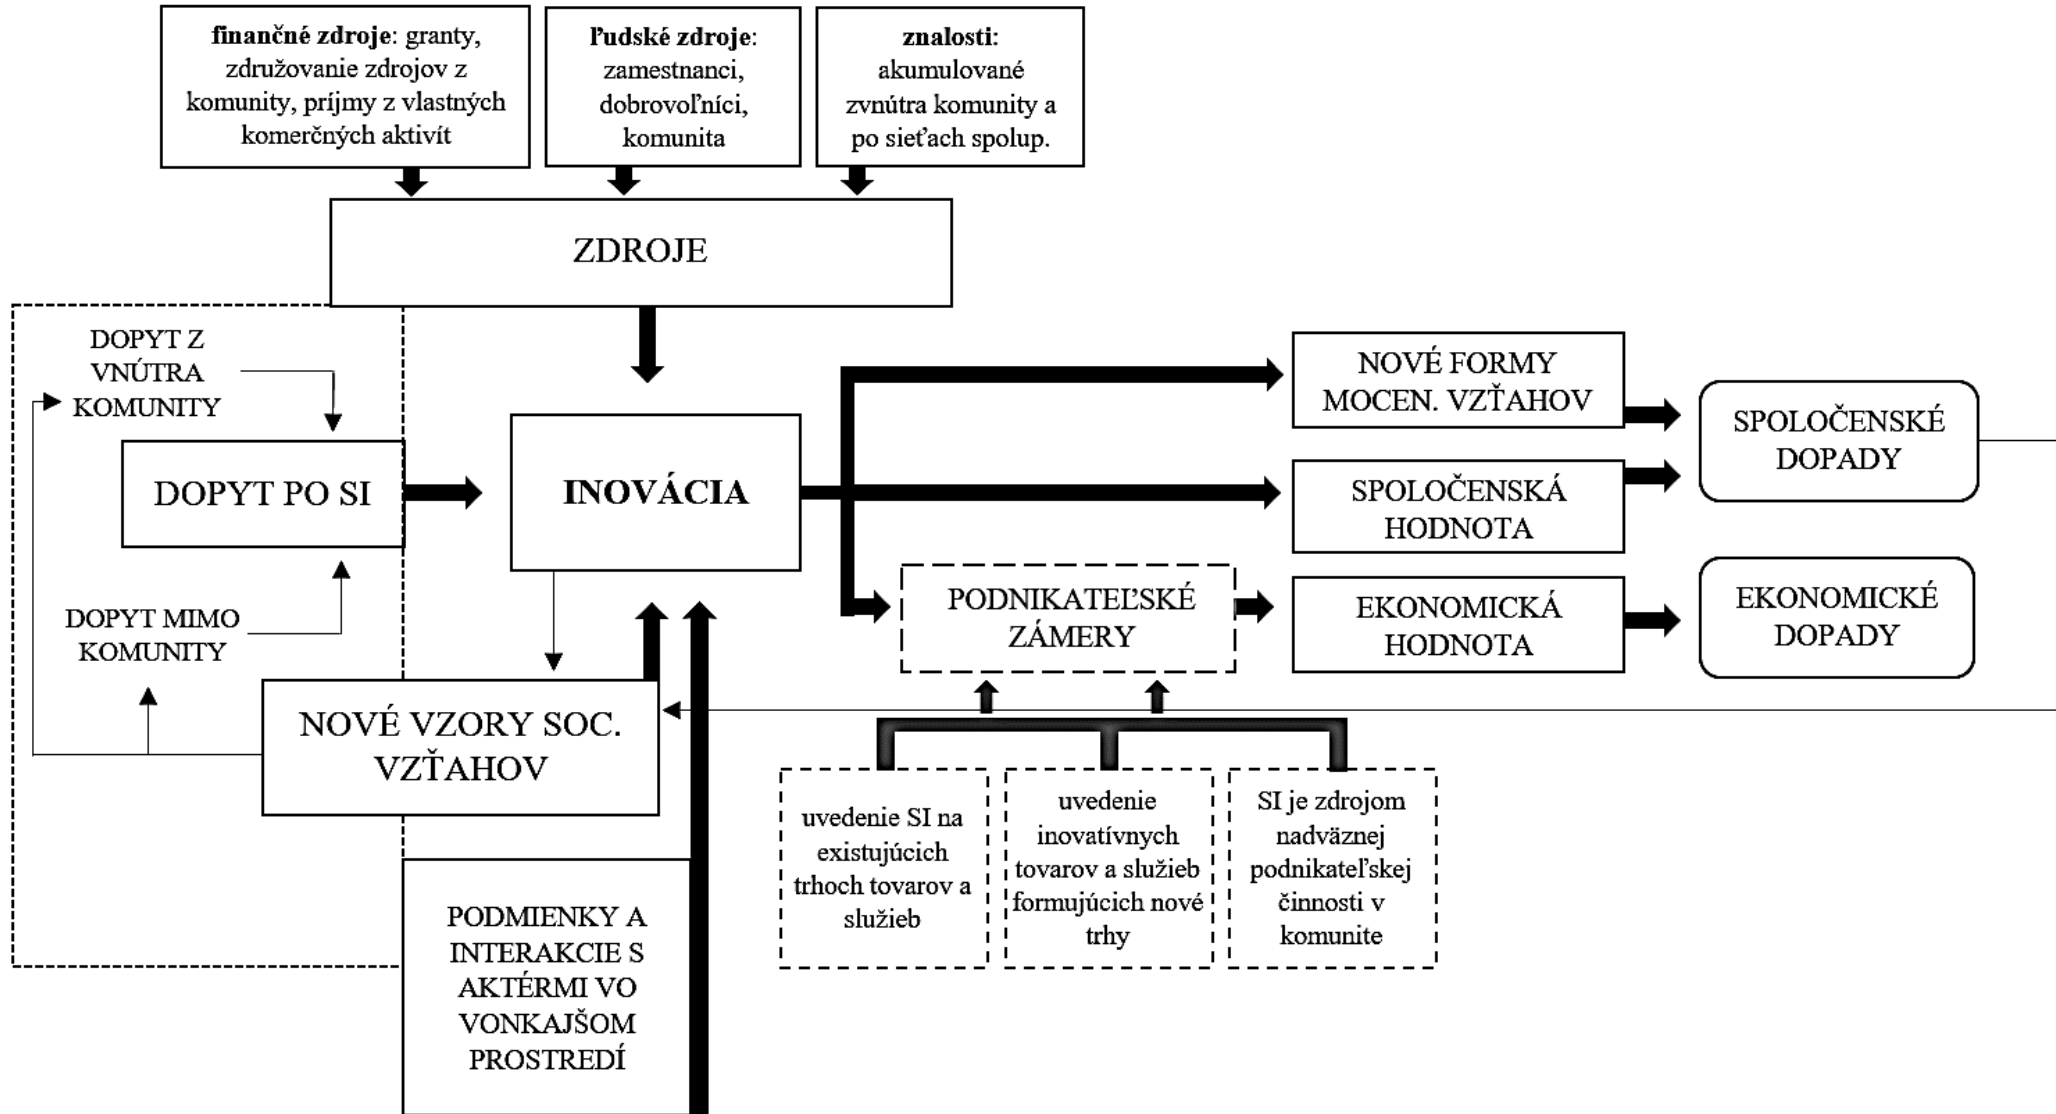 finančné zdroje: granty,
združovanie zdrojov z
komunity, príjmy z vlastných
komerčných aktivít
ľudské zdroje:
zamestnanci,
dobrovoľníci,
komunita
znalosti:
akumulované
zvnútra komunity a
po sieťach spolup.
ZDROJE
DOPYT Z
VNÚTRA
KOMUNITY
DOPYT PO SI
DOPYT MIMO
KOMUNITY
INOVÁCIA
NOVÉ VZORY SOC.
VZŤAHOV
PODMIENKY A
INTERAKCIE S
AKTÉRMI VO
VONKAJŠOM
PROSTREDÍ
NOVÉ FORMY
MOCEN. VZŤAHOV
SPOLOČENSKÁ
HODNOTA
PODNIKATEĽSKÉ
ZÁMERY
EKONOMICKÁ
HODNOTA
SPOLOČENSKÉ
DOPADY
EKONOMICKÉ
DOPADY
uvedenie SI na
existujúcich
trhoch tovarov a
služieb
uvedenie
inovatívnych
tovarov a služieb
formujúcich nové
trhy
SI je zdrojom
nadväznej
podnikateľskej
činnosti v
komunite